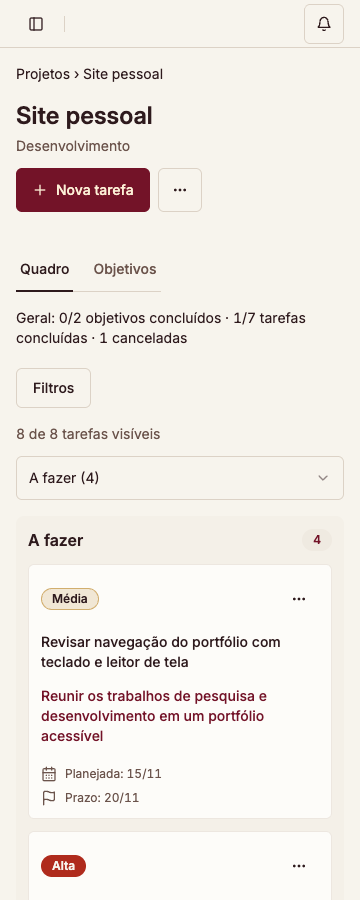 Projetos › Site pessoal
Site pessoal
Desenvolvimento
Nova tarefa
Quadro
Objetivos
Geral: 0/2 objetivos concluídos · 1/7 tarefas
concluídas · 1 canceladas
Filtros
8 de 8 tarefas visíveis
A fazer (4)
A fazer
4
Média
Revisar navegação do portfólio com
teclado e leitor de tela
Reunir os trabalhos de pesquisa e
desenvolvimento em um portfólio
acessível
Planejada: 15/11
Prazo: 20/11
Alta